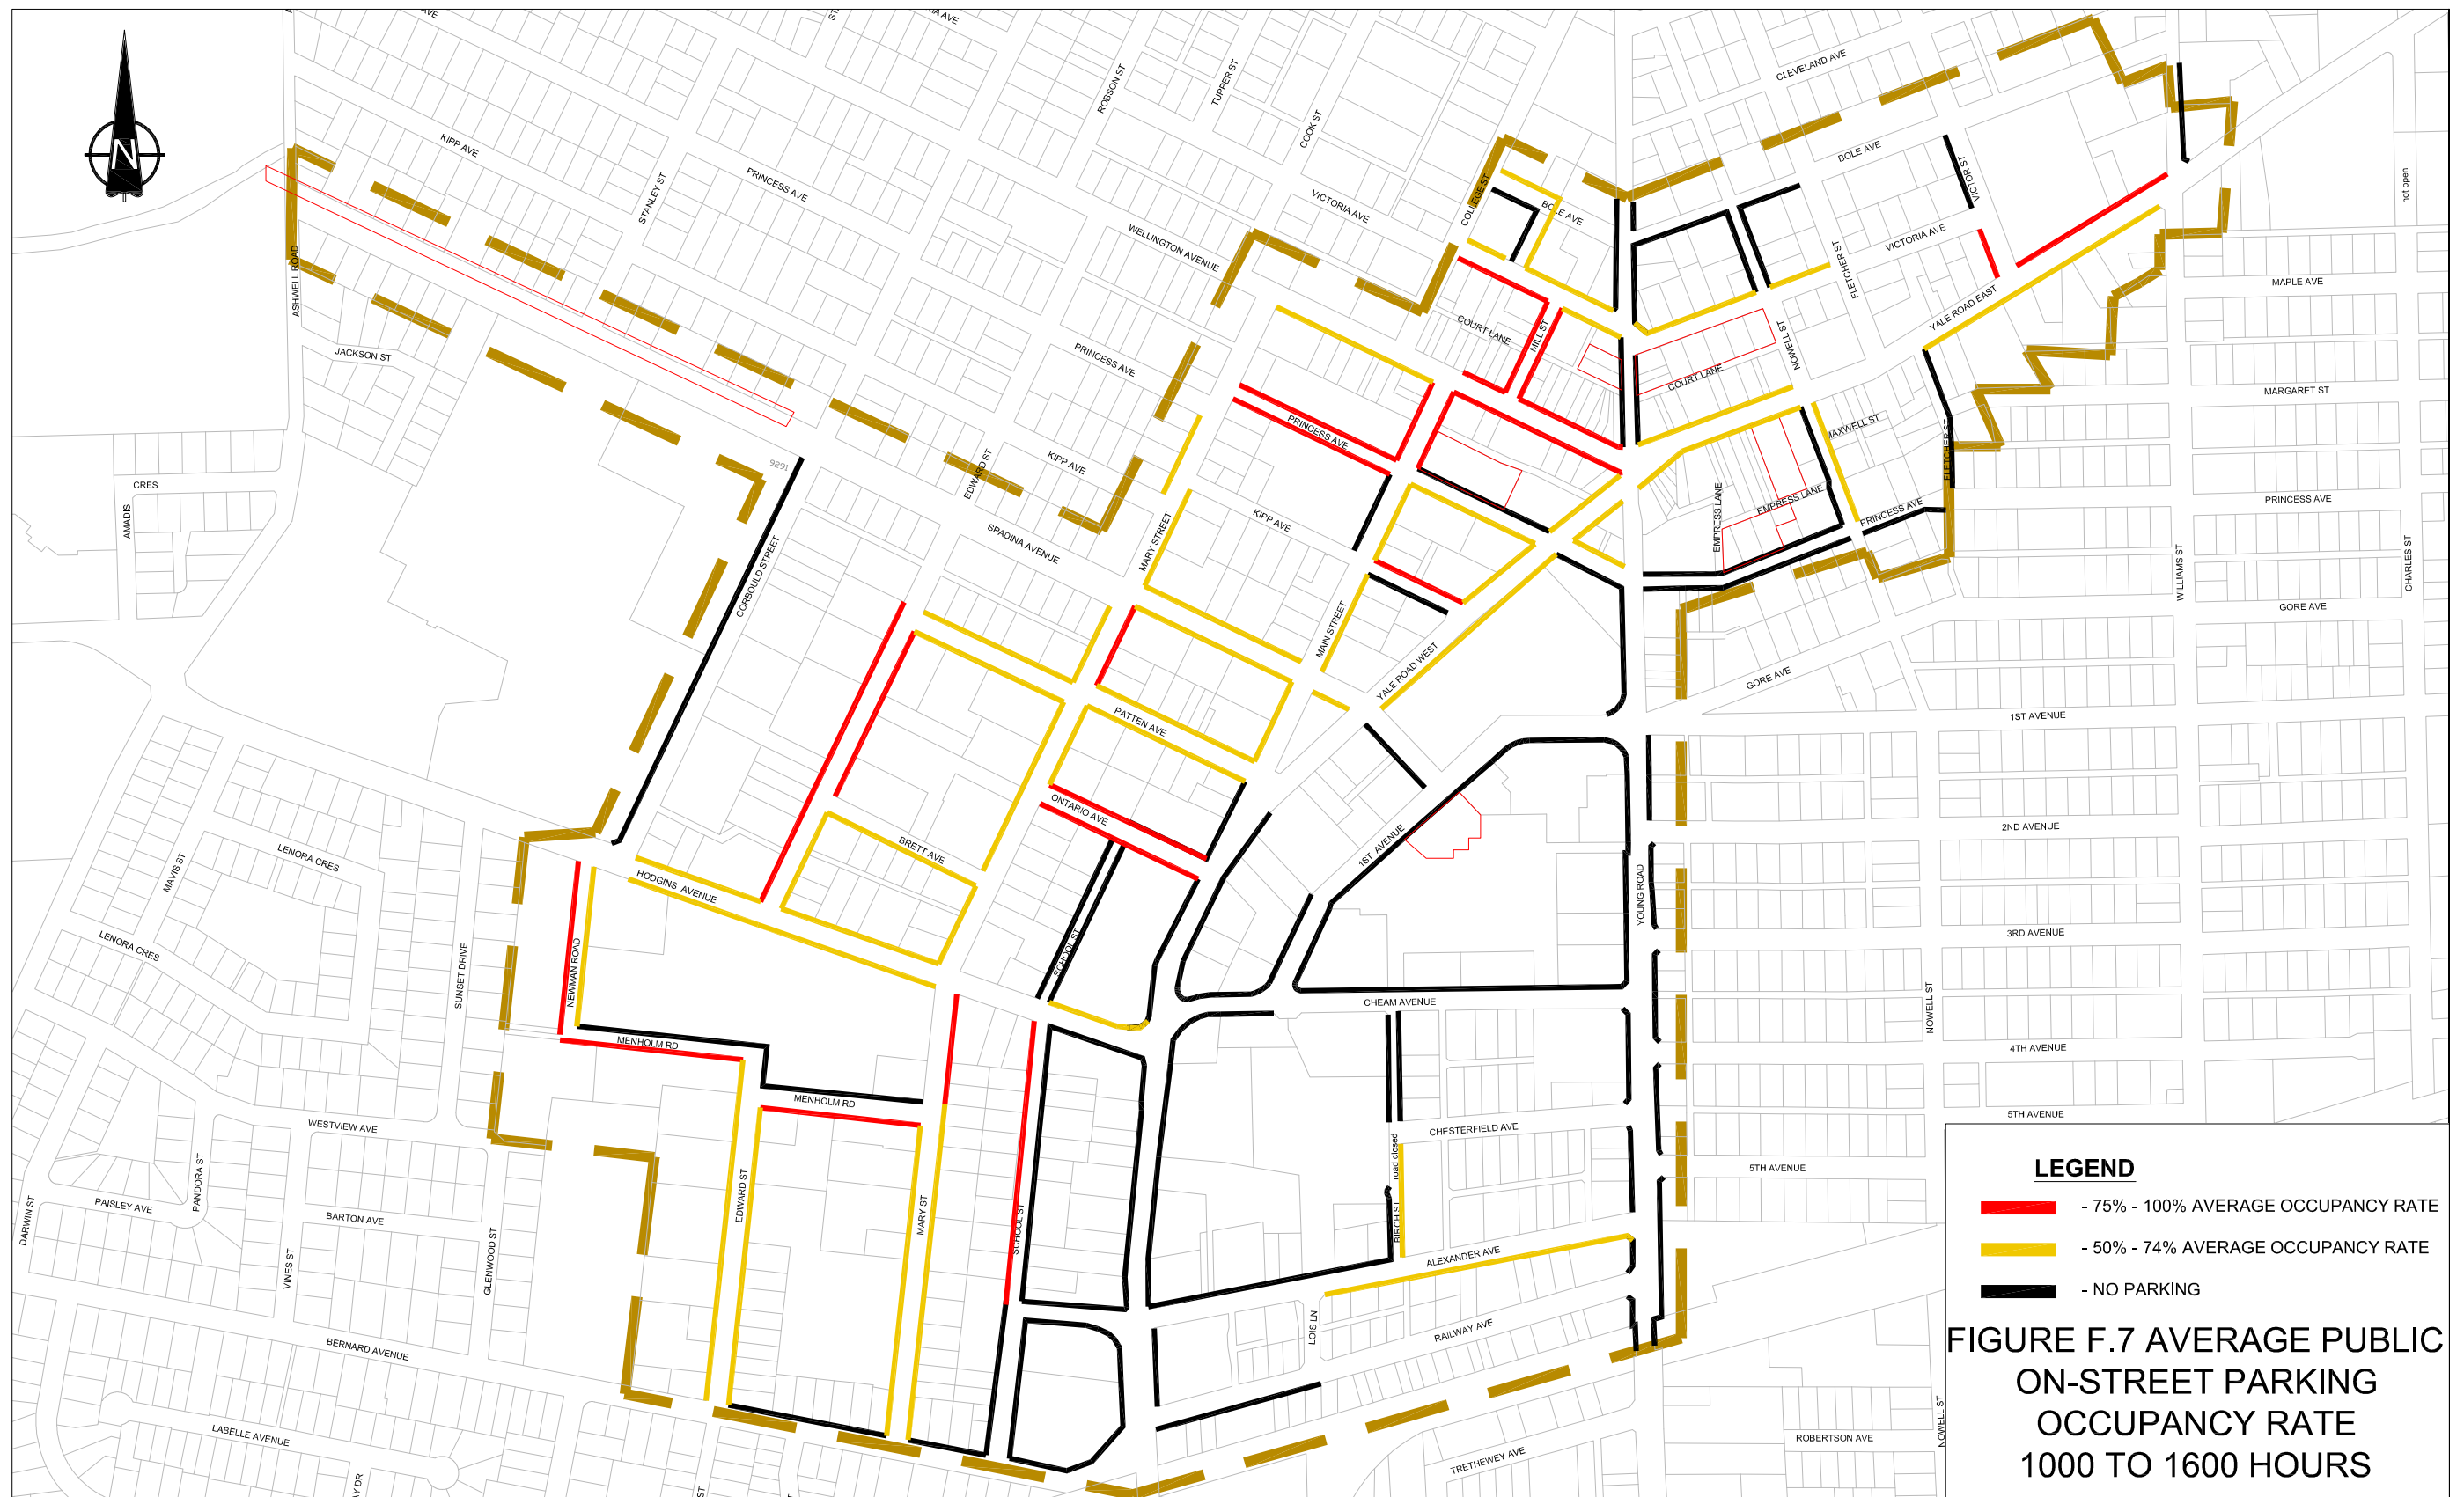 AVE
AVE
CLEVELAND AVE
ROBSON ST
TUPPER ST
COOK ST
KIPP AVE
N
BOLE AVE
VICTOR ST
not open
PRINCESS AVE
STANLEY ST
VICTORIA AVE
COLLEGE ST
BOLE AVE
WELLINGTON AVENUE
VICTORIA AVE
ASHWELL ROAD
FLETCHER ST
MAPLE AVE
YALE ROAD EAST
COURT LANE
MILL ST
NOWELL ST
JACKSON ST
PRINCESS AVE
COURT LANE
MARGARET ST
PRINCESS AVE
MAXWELL ST
FLETCHER ST
9291
EDWARD ST
KIPP AVE
CRES
AMADIS
KIPP AVE
EMPRESS LANE
EMPRESS LANE
PRINCESS AVE
PRINCESS AVE
SPADINA AVENUE
MARY STREET
CORBOULD STREET
WILLIAMS ST
CHARLES ST
GORE AVE
MAIN STREET
YALE ROAD WEST
GORE AVE
PATTEN AVE
1ST AVENUE
ONTARIO AVE
2ND AVENUE
BRETT AVE
1ST AVENUE
LENORA CRES
MAVIS ST
HODGINS AVENUE
YOUNG ROAD
3RD AVENUE
LENORA CRES
SUNSET DRIVE
NEWMAN ROAD
SCHOOL ST
CHEAM AVENUE
NOWELL ST
MENHOLM RD
4TH AVENUE
MENHOLM RD
5TH AVENUE
WESTVIEW AVE
CHESTERFIELD AVE
road closed
5TH AVENUE
LEGEND
PANDORA ST
PAISLEY AVE
DARWIN ST
BARTON AVE
EDWARD ST
MARY ST
SCHOOL ST
BIRCH ST
- 75% - 100% AVERAGE OCCUPANCY RATE
- 50% - 74% AVERAGE OCCUPANCY RATE
- NO PARKING
VINES ST
GLENWOOD ST
ALEXANDER AVE
LOIS LN
RAILWAY AVE
BERNARD AVENUE
FIGURE F.7 AVERAGE PUBLIC
ON-STREET PARKING
OCCUPANCY RATE
1000 TO 1600 HOURS
LABELLE AVENUE
NOWELL ST
ROBERTSON AVE
TRETHEWEY AVE
ST